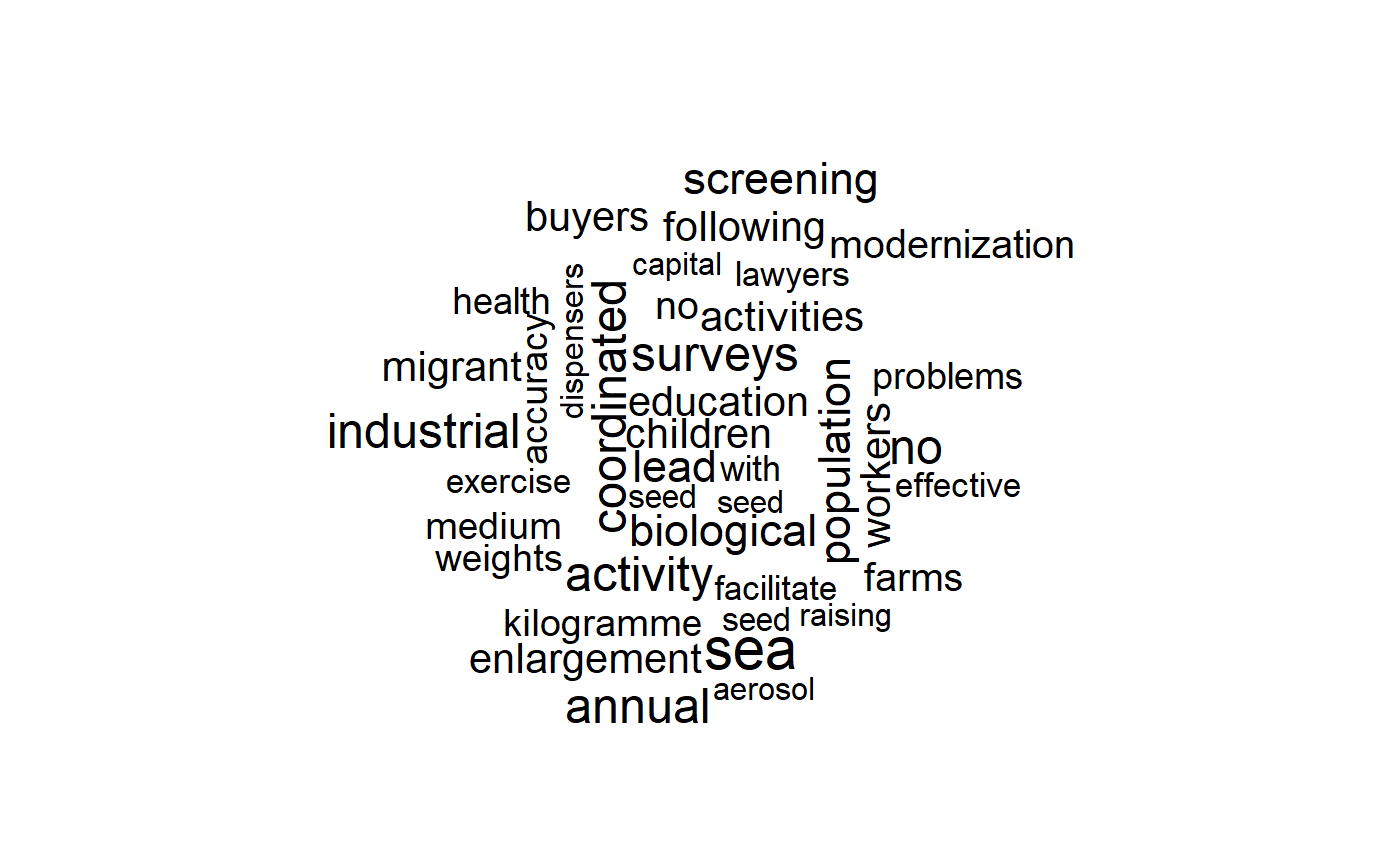 screening
buyers
following
modernization
capital
lawyers
health
dispensers
coordinated
no
activities
accuracy
surveys
migrant
population
problems
education
workers
industrial
children
no
lead
with
exercise
effective
seed
seed
medium
biological
weights
activity
facilitate
farms
kilogramme
seed
raising
enlargement
sea
aerosol
annual